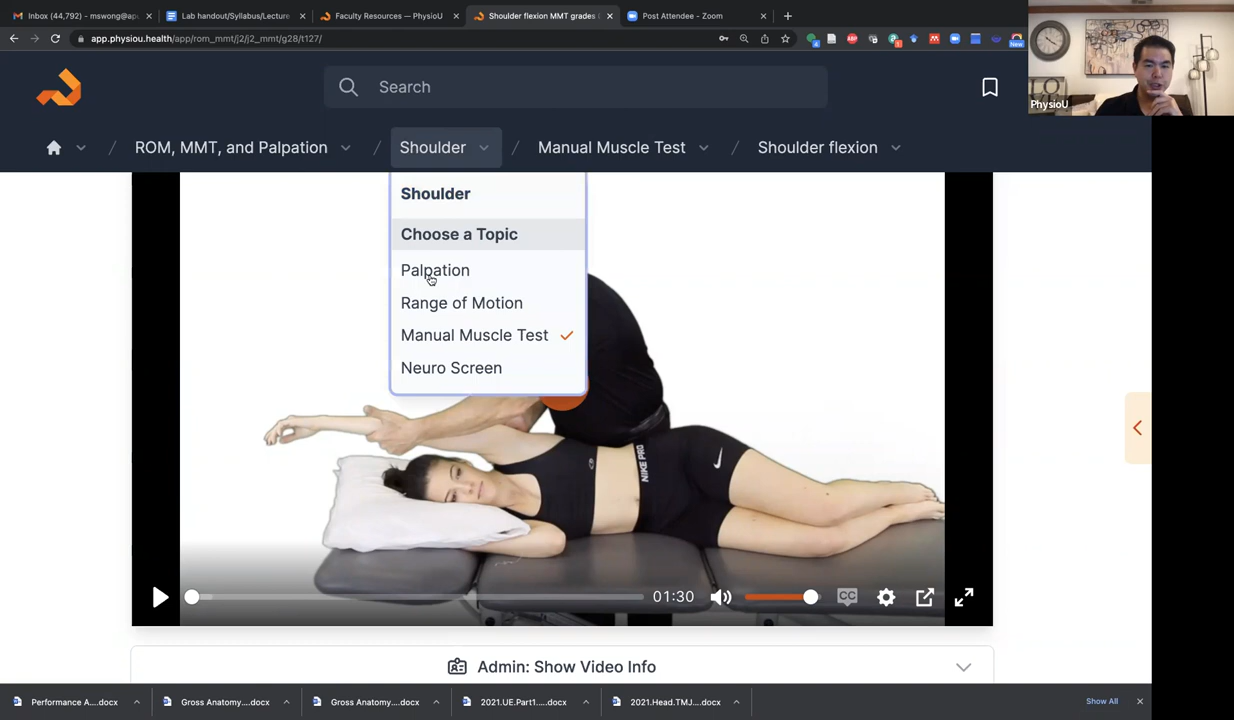 Inbox (44,792) - mswong@ap
Lab handout/Syllabus/Lecture
Faculty Resources — PhysioU
Shoulder flexion MMT grades
Post Attendee - Zoom
app.physiou.health/app/rom_mmt/j2/j2_mmt/g28/t127/
New
PhysioU
Search
/ ROM, MMT, and Palpation / Shoulder / Manual Muscle Test / Shoulder flexion
Shoulder
Choose a Topic
Palpation
Range of Motion
Manual Muscle Test
Neuro Screen
NIKE PRO
01:30
CC
Admin: Show Video Info
Performance A....docx
Gross Anatomy....docx
Gross Anatomy....docx
2021.UE.Part1.....docx
2021.Head.TMJ....docx
Show All